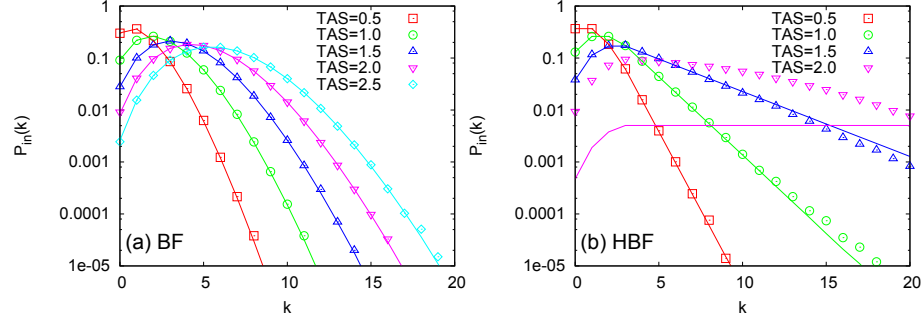 P_in(k)
1
0.1
0.01
0.001
0.0001
1e-05
0 5 10 15 20
k
(a) BF
TAS=0.5
TAS=1.0
TAS=1.5
TAS=2.0
TAS=2.5
P_in(k)
1
0.1
0.01
0.001
0.0001
1e-05
0 5 10 15 20
k
(b) HBF
TAS=0.5
TAS=1.0
TAS=1.5
TAS=2.0